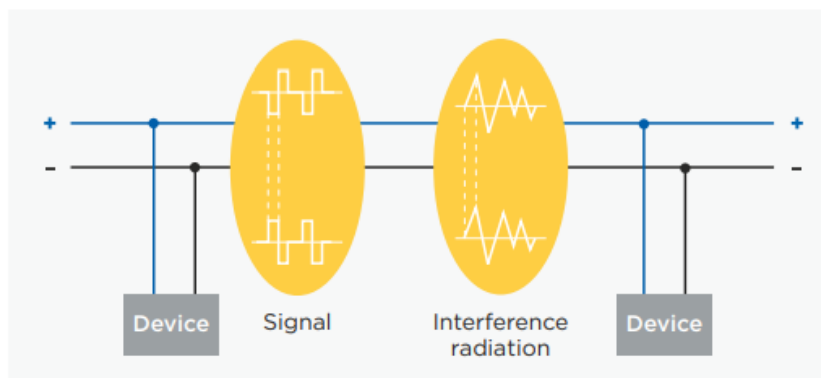 + +
- -
Device Signal Interference radiation Device